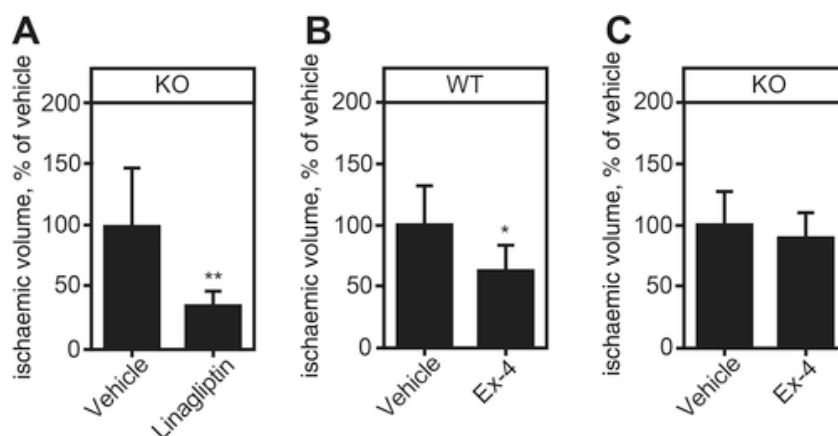 A
KO
ischaemic volume, % of vehicle
200
150
100
50
0
**
Vehicle
Linagliptin
B
WT
ischaemic volume, % of vehicle
200
150
100
50
0
*
Vehicle
Ex-4
C
KO
ischaemic volume, % of vehicle
200
150
100
50
0
Vehicle
Ex-4